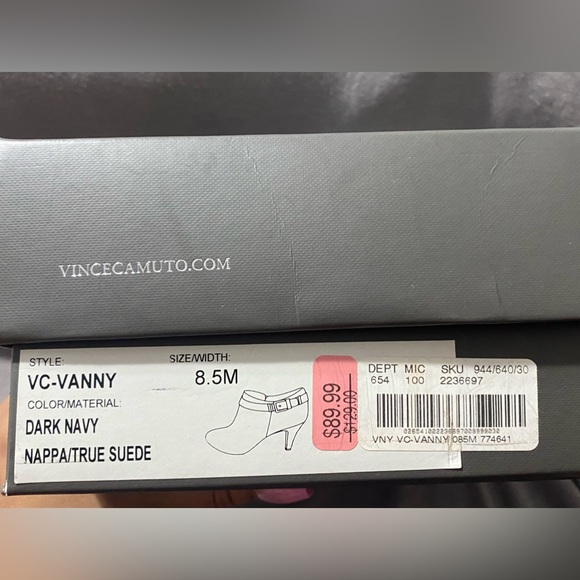 VINCECAMUTO.COM
STYLE: SIZE/WIDTH:
VC-VANNY 8.5M
COLOR/MATERIAL:
DARK NAVY
NAPPA/TRUE SUEDE
$89.99
$129.00
DEPT MIC SKU 944/640/30
654 100 2236697
VNY VC-VANNY 085M 774641